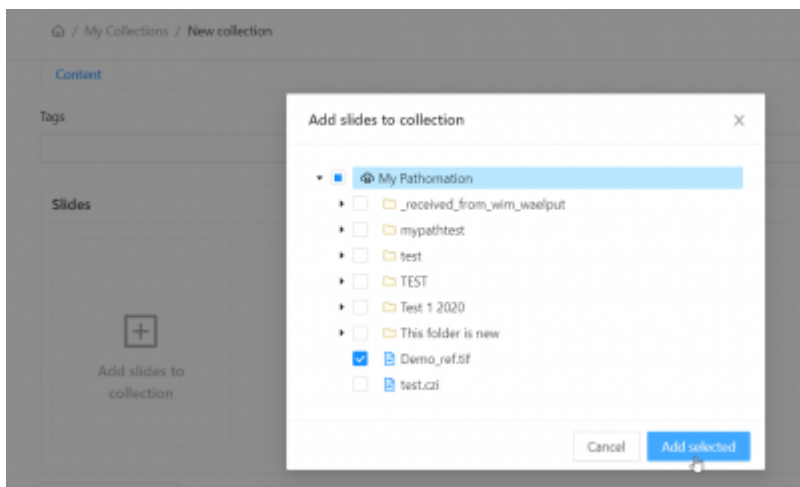 / My Collections / New collection
Content
Tags
Slides
Add slides to
collection
Add slides to collection
My Pathomation
_received_from_wim_waelput
mypathtest
test
TEST
Test 1 2020
This folder is new
Demo_ref.tif
test.czi
Cancel
Add selected